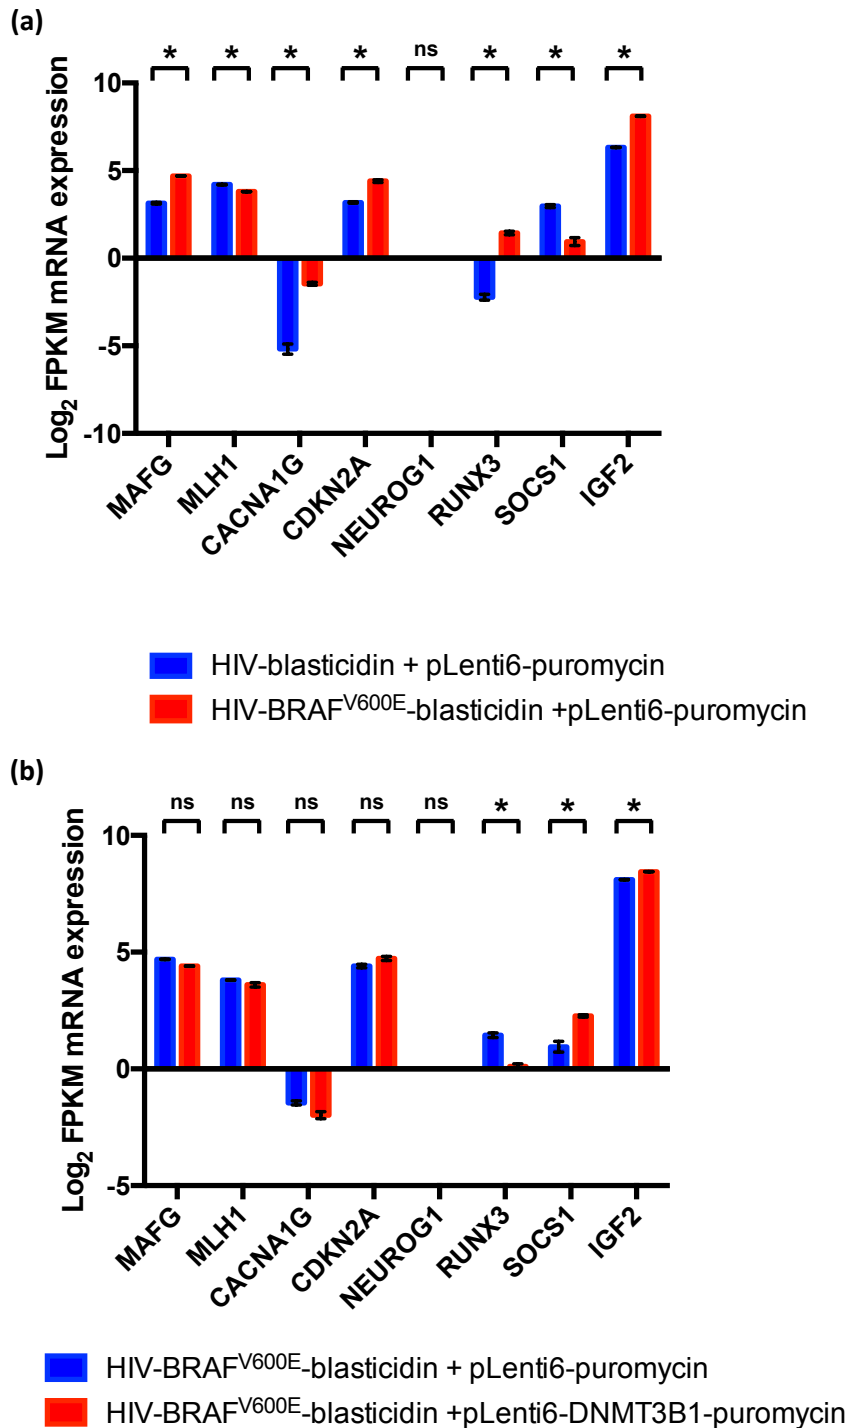 (a)
* * * * ns * * *
Log2 FPKM mRNA expression
10
5
0
-5
-10
MAFG MLH1 CACNA1G CDKN2A NEUROG1 RUNX3 SOCS1 IGF2
HIV-blasticidin + pLenti6-puromycin
HIV-BRAFV600E-blasticidin +pLenti6-puromycin
(b)
ns ns ns ns ns * * *
Log2 FPKM mRNA expression
10
5
0
-5
MAFG MLH1 CACNA1G CDKN2A NEUROG1 RUNX3 SOCS1 IGF2
HIV-BRAFV600E-blasticidin + pLenti6-puromycin
HIV-BRAFV600E-blasticidin +pLenti6-DNMT3B1-puromycin